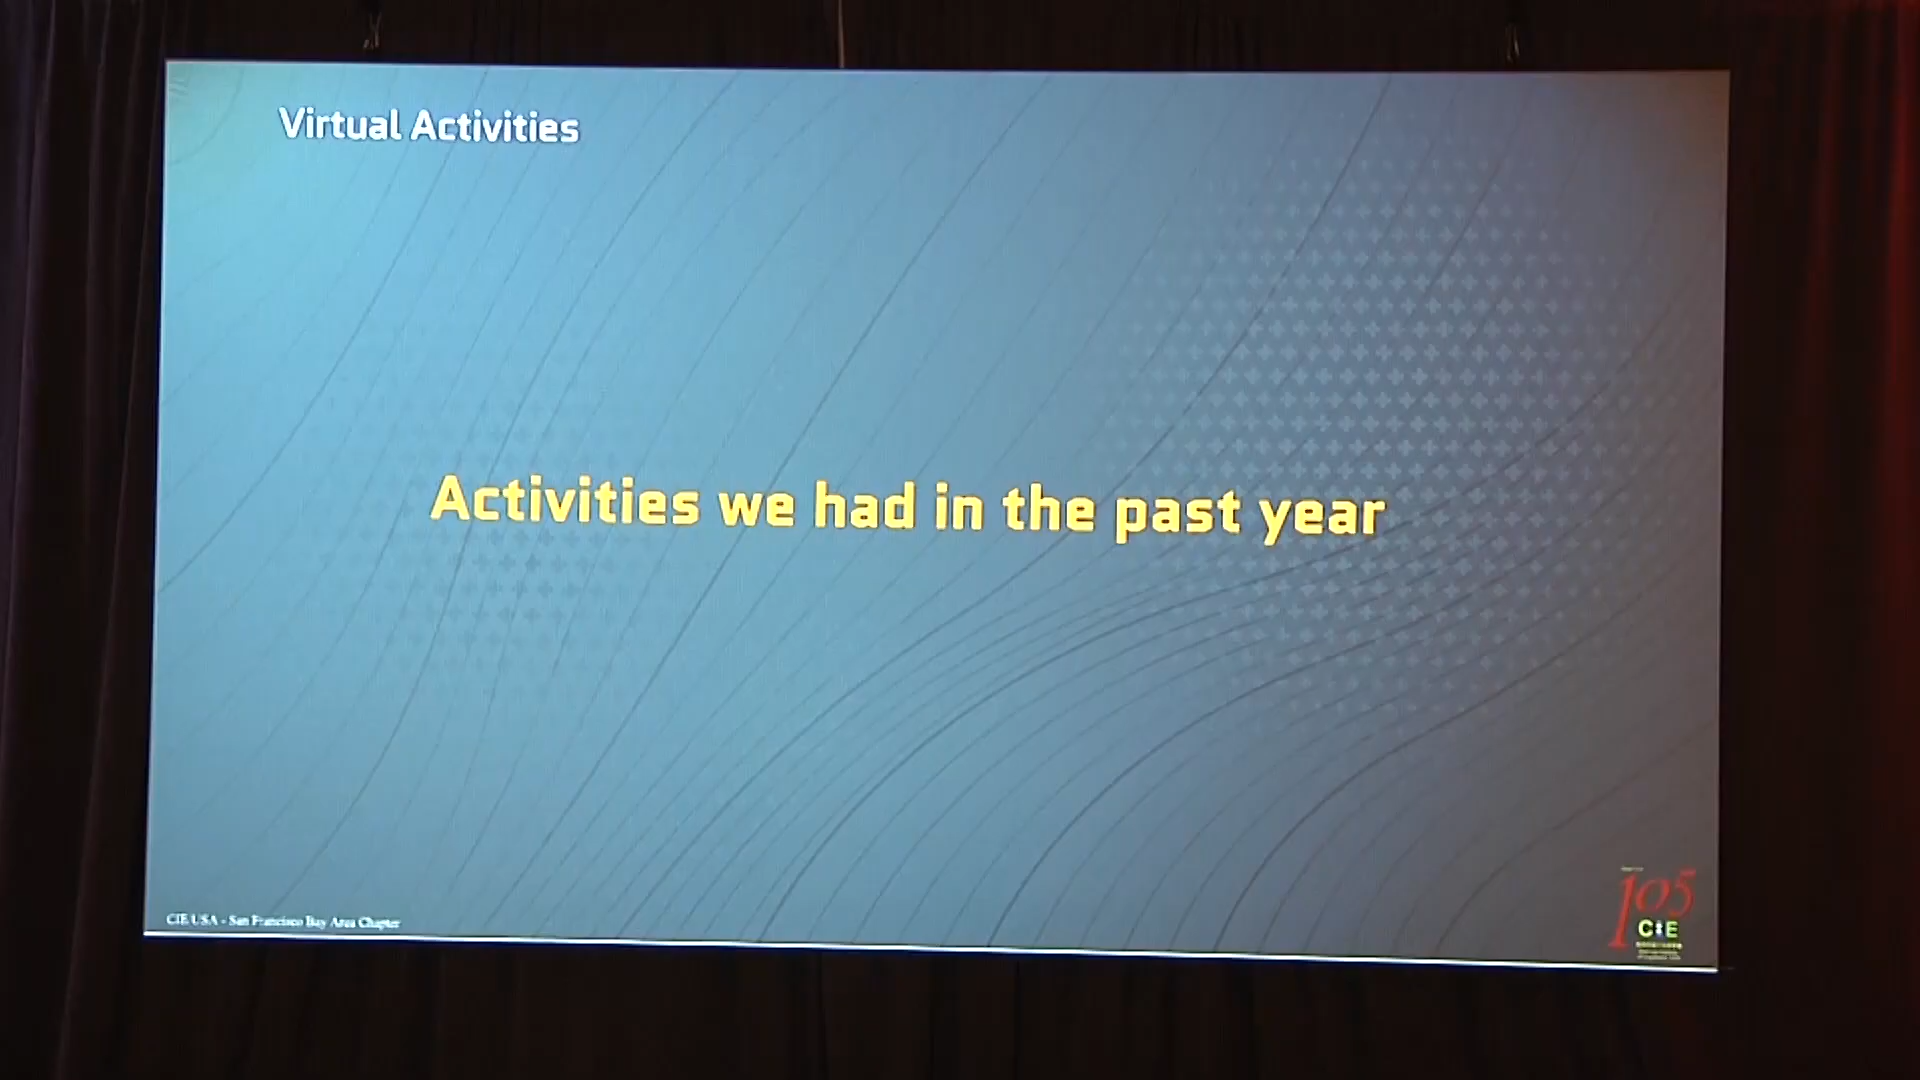 Virtual Activities
Activities we had in the past year
CIE/USA - San Francisco Bay Area Chapter
105
CIE